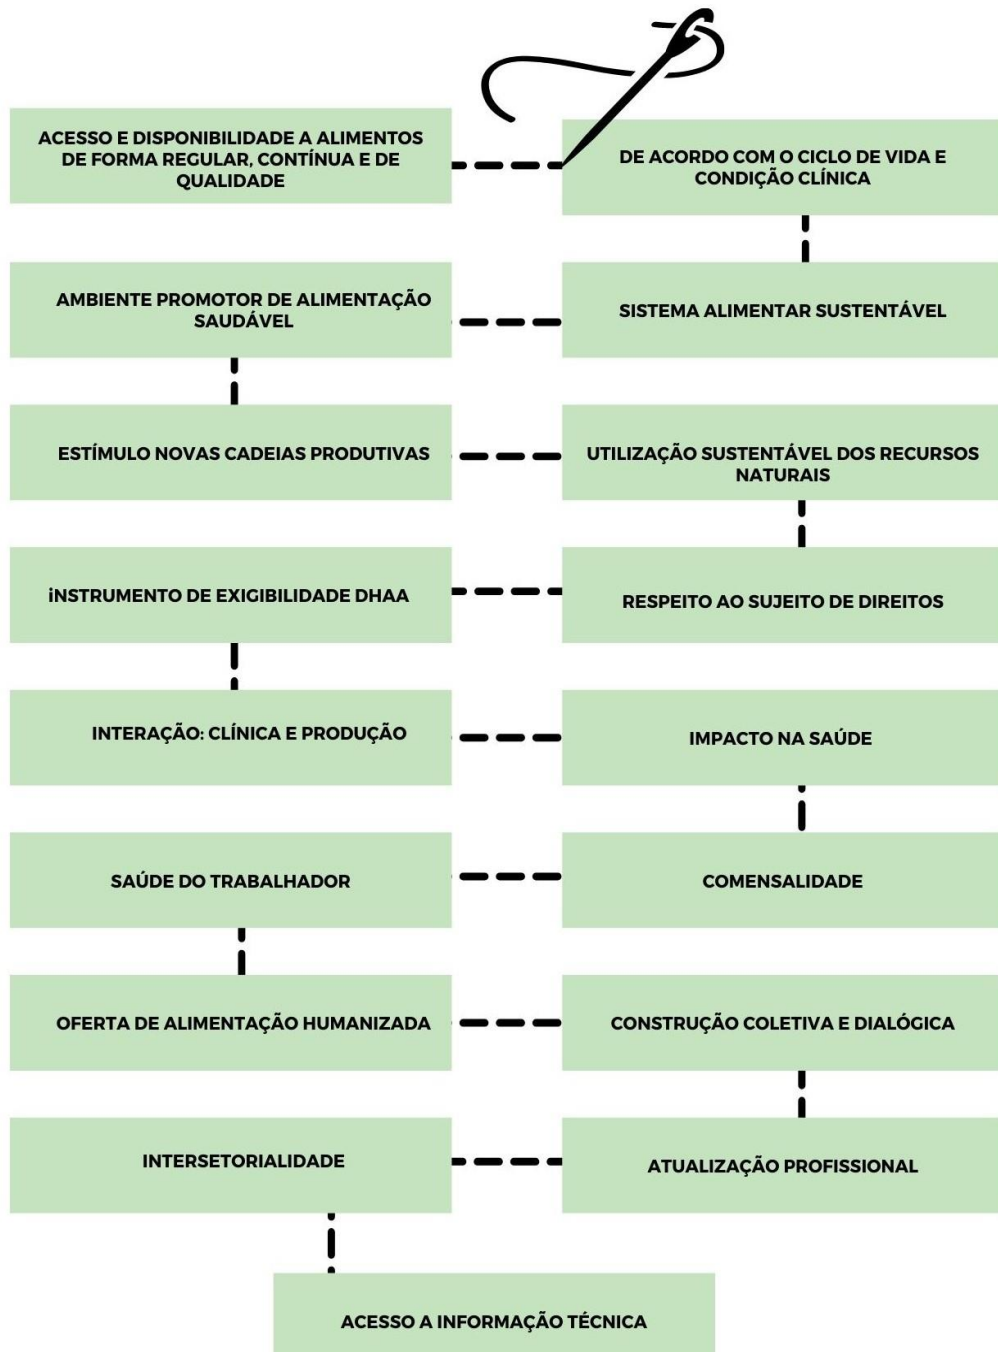 ACESSO E DISPONIBILIDADE A ALIMENTOS
DE FORMA REGULAR, CONTÍNUA E DE
QUALIDADE
DE ACORDO COM O CICLO DE VIDA E
CONDIÇÃO CLÍNICA
AMBIENTE PROMOTOR DE ALIMENTAÇÃO
SAUDÁVEL
SISTEMA ALIMENTAR SUSTENTÁVEL
ESTÍMULO NOVAS CADEIAS PRODUTIVAS
UTILIZAÇÃO SUSTENTÁVEL DOS RECURSOS
NATURAIS
iNSTRUMENTO DE EXIGIBILIDADE DHAA
RESPEITO AO SUJEITO DE DIREITOS
INTERAÇÃO: CLÍNICA E PRODUÇÃO
IMPACTO NA SAÚDE
SAÚDE DO TRABALHADOR
COMENSALIDADE
OFERTA DE ALIMENTAÇÃO HUMANIZADA
CONSTRUÇÃO COLETIVA E DIALÓGICA
INTERSETORIALIDADE
ATUALIZAÇÃO PROFISSIONAL
ACESSO A INFORMAÇÃO TÉCNICA